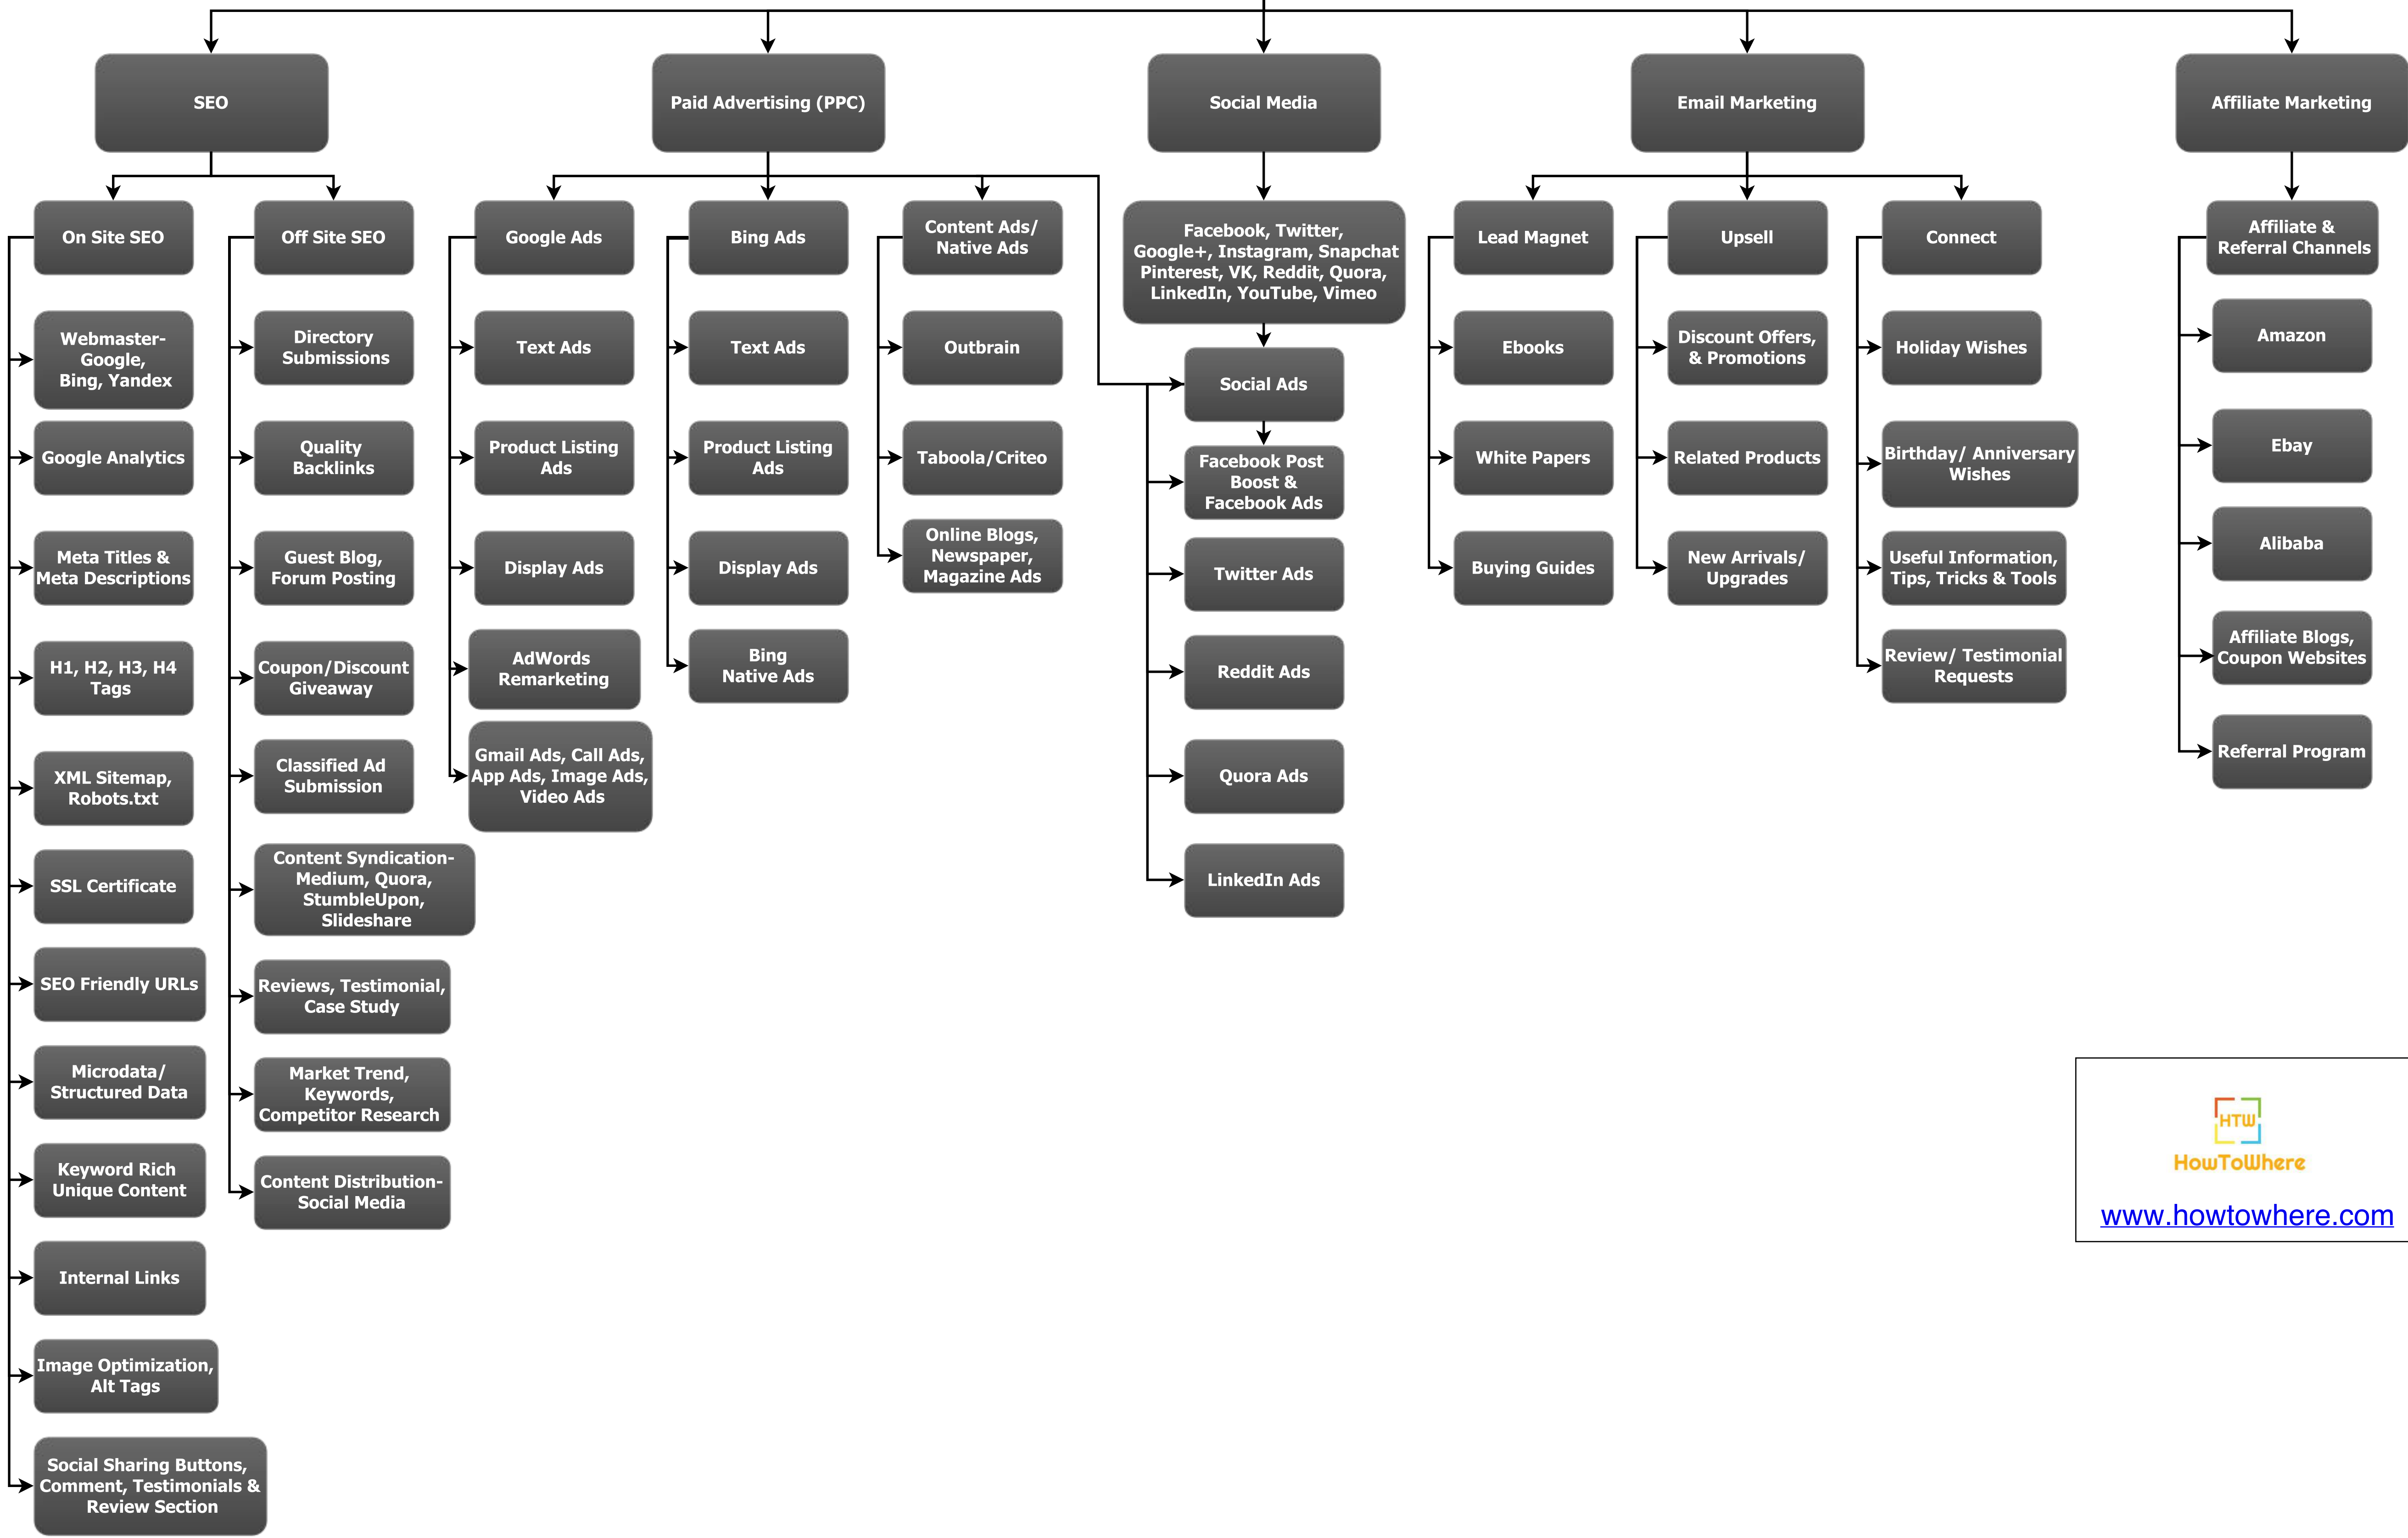 SEO
Paid Advertising (PPC)
Social Media
Email Marketing
Affiliate Marketing
On Site SEO
Webmaster-
Google,
Bing, Yandex
Google Analytics
Meta Titles &
Meta Descriptions
H1, H2, H3, H4
Tags
XML Sitemap,
Robots.txt
SSL Certificate
SEO Friendly URLs
Microdata/
Structured Data
Keyword Rich
Unique Content
Internal Links
Image Optimization,
Alt Tags
Social Sharing Buttons,
Comment, Testimonials &
Review Section
Off Site SEO
Directory
Submissions
Quality
Backlinks
Guest Blog,
Forum Posting
Coupon/Discount
Giveaway
Classified Ad
Submission
Content Syndication-
Medium, Quora,
StumbleUpon,
Slideshare
Reviews, Testimonial,
Case Study
Market Trend,
Keywords,
Competitor Research
Content Distribution-
Social Media
Google Ads
Text Ads
Product Listing
Ads
Display Ads
AdWords
Remarketing
Gmail Ads, Call Ads,
App Ads, Image Ads,
Video Ads
Bing Ads
Text Ads
Product Listing
Ads
Display Ads
Bing
Native Ads
Content Ads/
Native Ads
Outbrain
Taboola/Criteo
Online Blogs,
Newspaper,
Magazine Ads
Facebook, Twitter,
Google+, Instagram, Snapchat
Pinterest, VK, Reddit, Quora,
LinkedIn, YouTube, Vimeo
Social Ads
Facebook Post
Boost &
Facebook Ads
Twitter Ads
Reddit Ads
Quora Ads
LinkedIn Ads
Lead Magnet
Ebooks
White Papers
Buying Guides
Upsell
Discount Offers,
& Promotions
Related Products
New Arrivals/
Upgrades
Connect
Holiday Wishes
Birthday/ Anniversary
Wishes
Useful Information,
Tips, Tricks & Tools
Review/ Testimonial
Requests
Affiliate &
Referral Channels
Amazon
Ebay
Alibaba
Affiliate Blogs,
Coupon Websites
Referral Program
HTW
HowToWhere
www.howtowhere.com